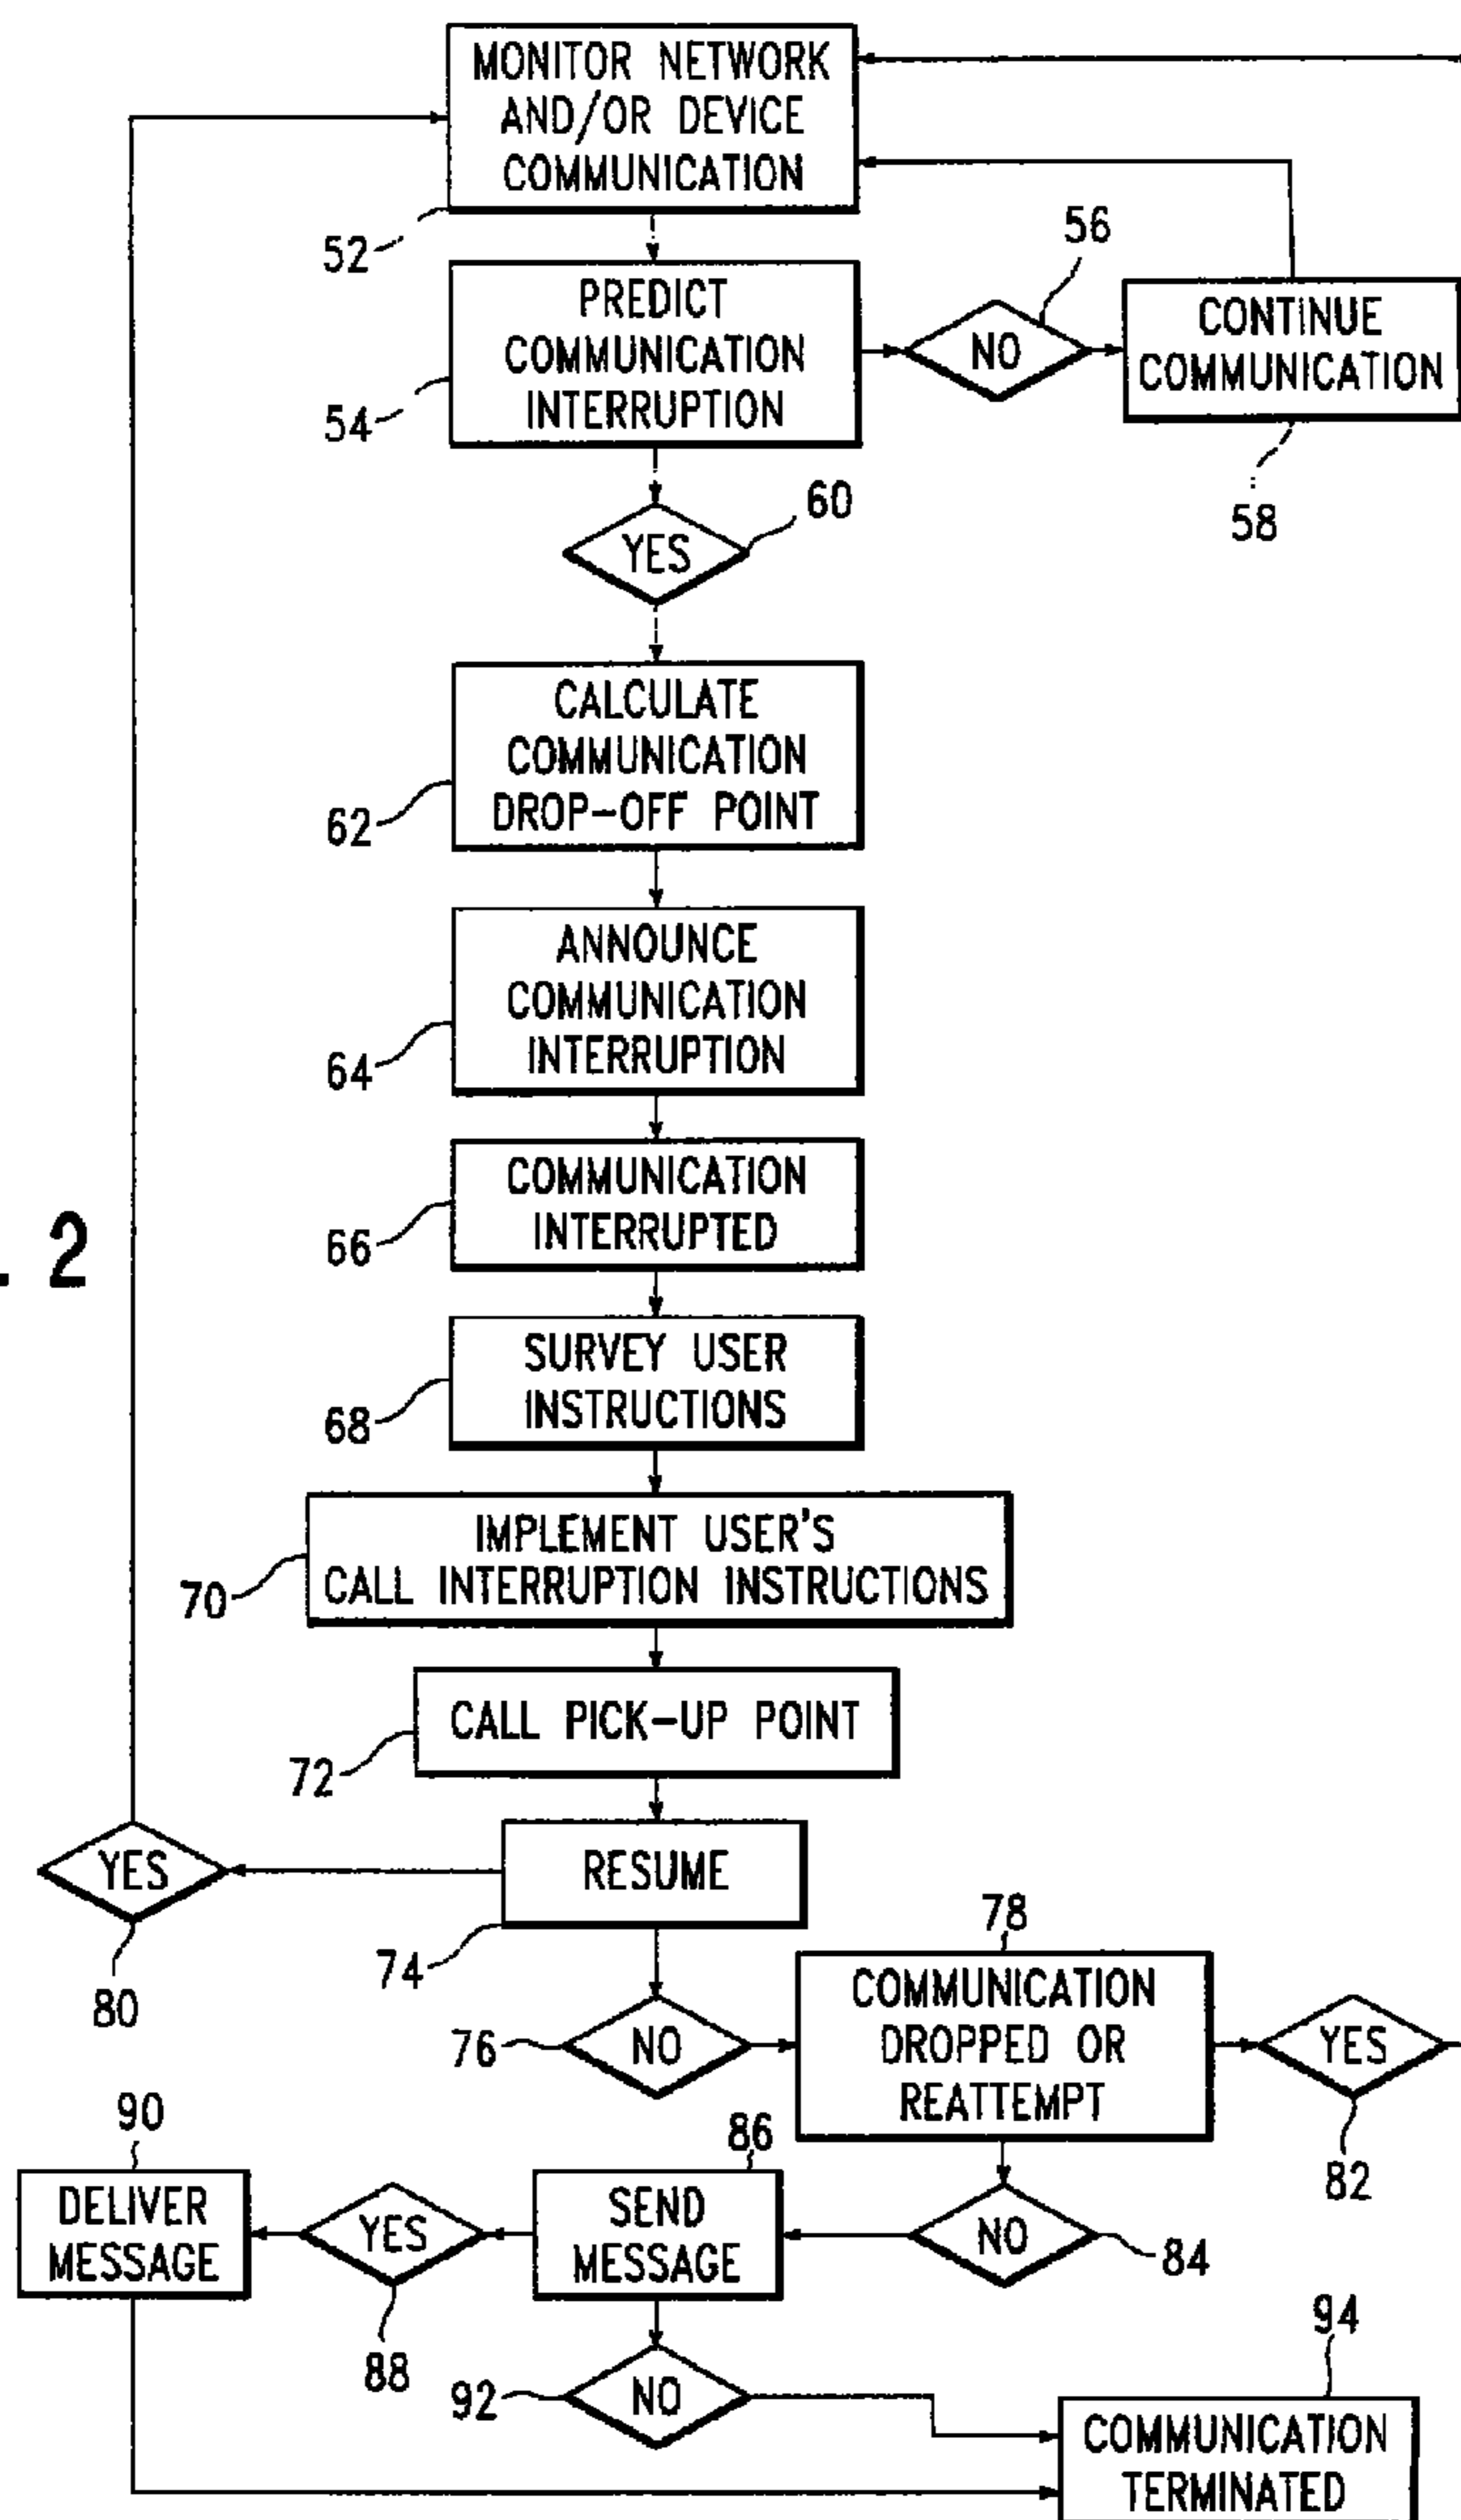 MONITOR NETWORK
AND/OR DEVICE
COMMUNICATION
52
56
PREDICT
COMMUNICATION
INTERRUPTION
54
NO
CONTINUE
COMMUNICATION
58
60
YES
CALCULATE
COMMUNICATION
DROP-OFF POINT
62
ANNOUNCE
COMMUNICATION
INTERRUPTION
64
COMMUNICATION
INTERRUPTED
66
. 2
SURVEY USER
INSTRUCTIONS
68
IMPLEMENT USER'S
CALL INTERRUPTION INSTRUCTIONS
70
CALL PICK-UP POINT
72
YES
RESUME
74
80
78
76
NO
COMMUNICATION
DROPPED OR
REATTEMPT
YES
82
90
86
DELIVER
MESSAGE
YES
SEND
MESSAGE
NO
84
88
92
NO
94
COMMUNICATION
TERMINATED